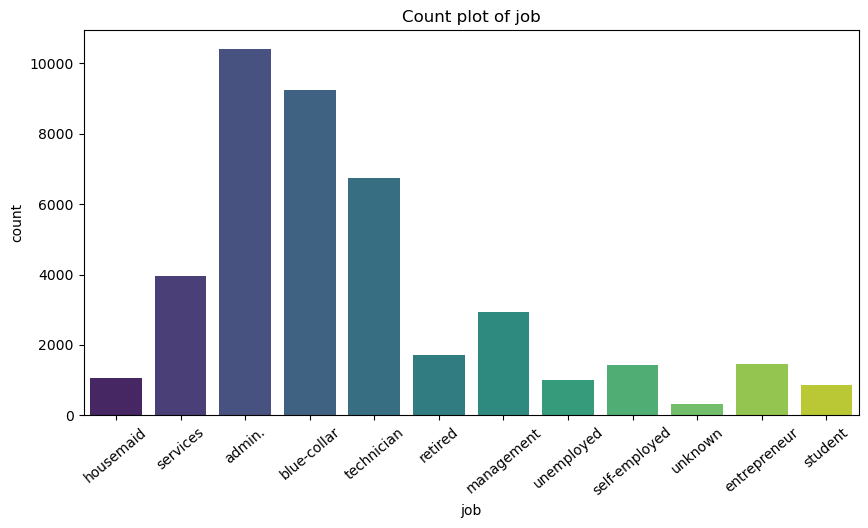 Count plot of job
count
10000
8000
6000
4000
2000
0
housemaid
services
admin.
blue-collar
technician
retired
management
unemployed
self-employed
unknown
entrepreneur
student
job